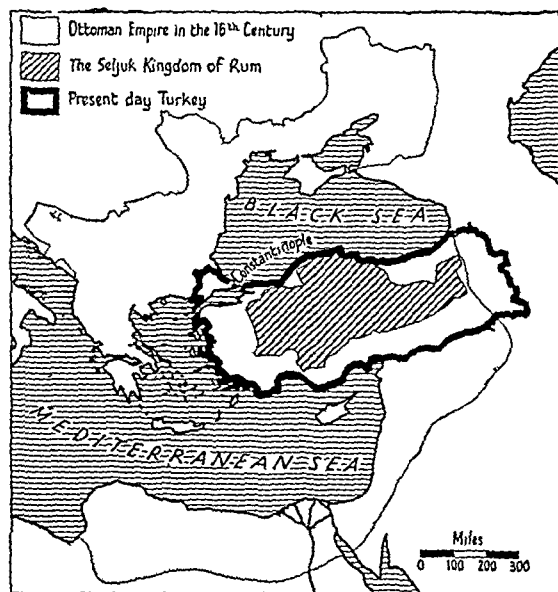 Ottoman Empire in the 16th Century
The Seljuk Kingdom of Rum
Present day Turkey
BLACK SEA
Constantinople
MEDITERRANEAN SEA
Miles
0 100 200 300